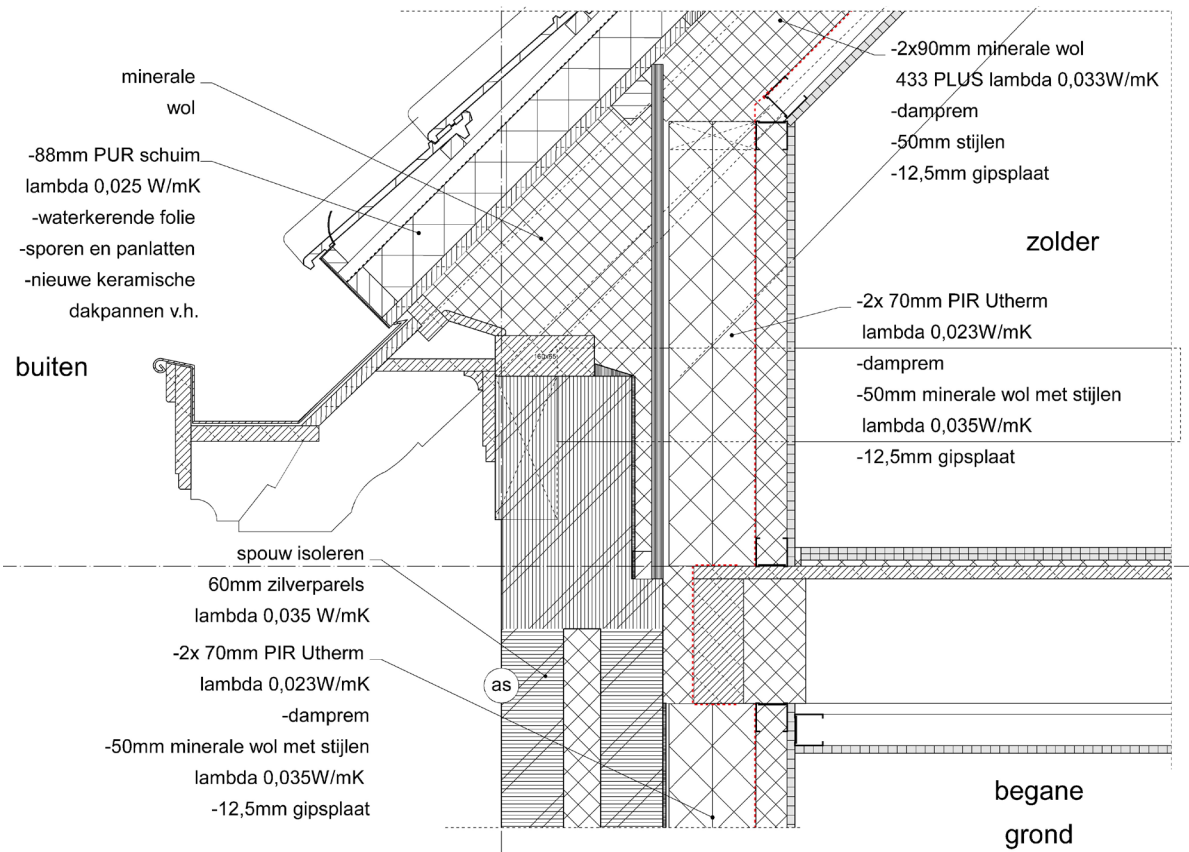 minerale
wol
-88mm PUR schuim
lambda 0,025 W/mK
-waterkerende folie
-sporen en panlatten
-nieuwe keramische
dakpannen v.h.
buiten
-2x90mm minerale wol
433 PLUS lambda 0,033W/mK
-damprem
-50mm stijlen
-12,5mm gipsplaat
zolder
-2x 70mm PIR Utherm
lambda 0,023W/mK
-damprem
-50mm minerale wol met stijlen
lambda 0,035W/mK
-12,5mm gipsplaat
spouw isoleren
60mm zilverparels
lambda 0,035 W/mK
-2x 70mm PIR Utherm
lambda 0,023W/mK
-damprem
-50mm minerale wol met stijlen
lambda 0,035W/mK
-12,5mm gipsplaat
as
begane
grond